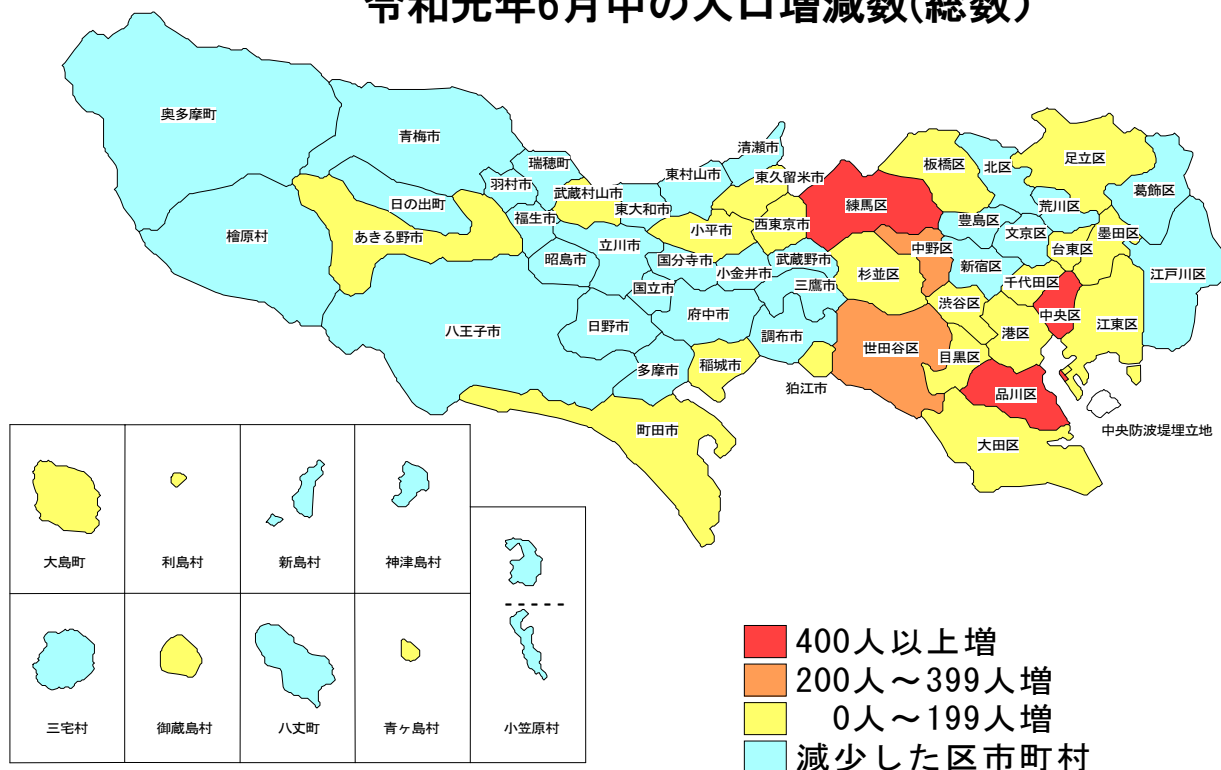 令和元年6月中の人口増減数(総数)
奥多摩町
青梅市
瑞穂町
羽村市
日の出町
檜原村
あきる野市
福生市
武蔵村山市
東大和市
東村山市
清瀬市
東久留米市
西東京市
小平市
立川市
昭島市
国分寺市
国立市
小金井市
武蔵野市
三鷹市
八王子市
日野市
府中市
調布市
多摩市
稲城市
狛江市
町田市
練馬区
板橋区
北区
足立区
葛飾区
荒川区
豊島区
文京区
台東区
墨田区
江戸川区
中野区
杉並区
新宿区
千代田区
渋谷区
中央区
江東区
港区
世田谷区
目黒区
品川区
大田区
中央防波堤埋立地
大島町
利島村
新島村
神津島村
三宅村
御蔵島村
八丈町
青ヶ島村
小笠原村
400人以上増
200人～399人増
0人～199人増
減少した区市町村